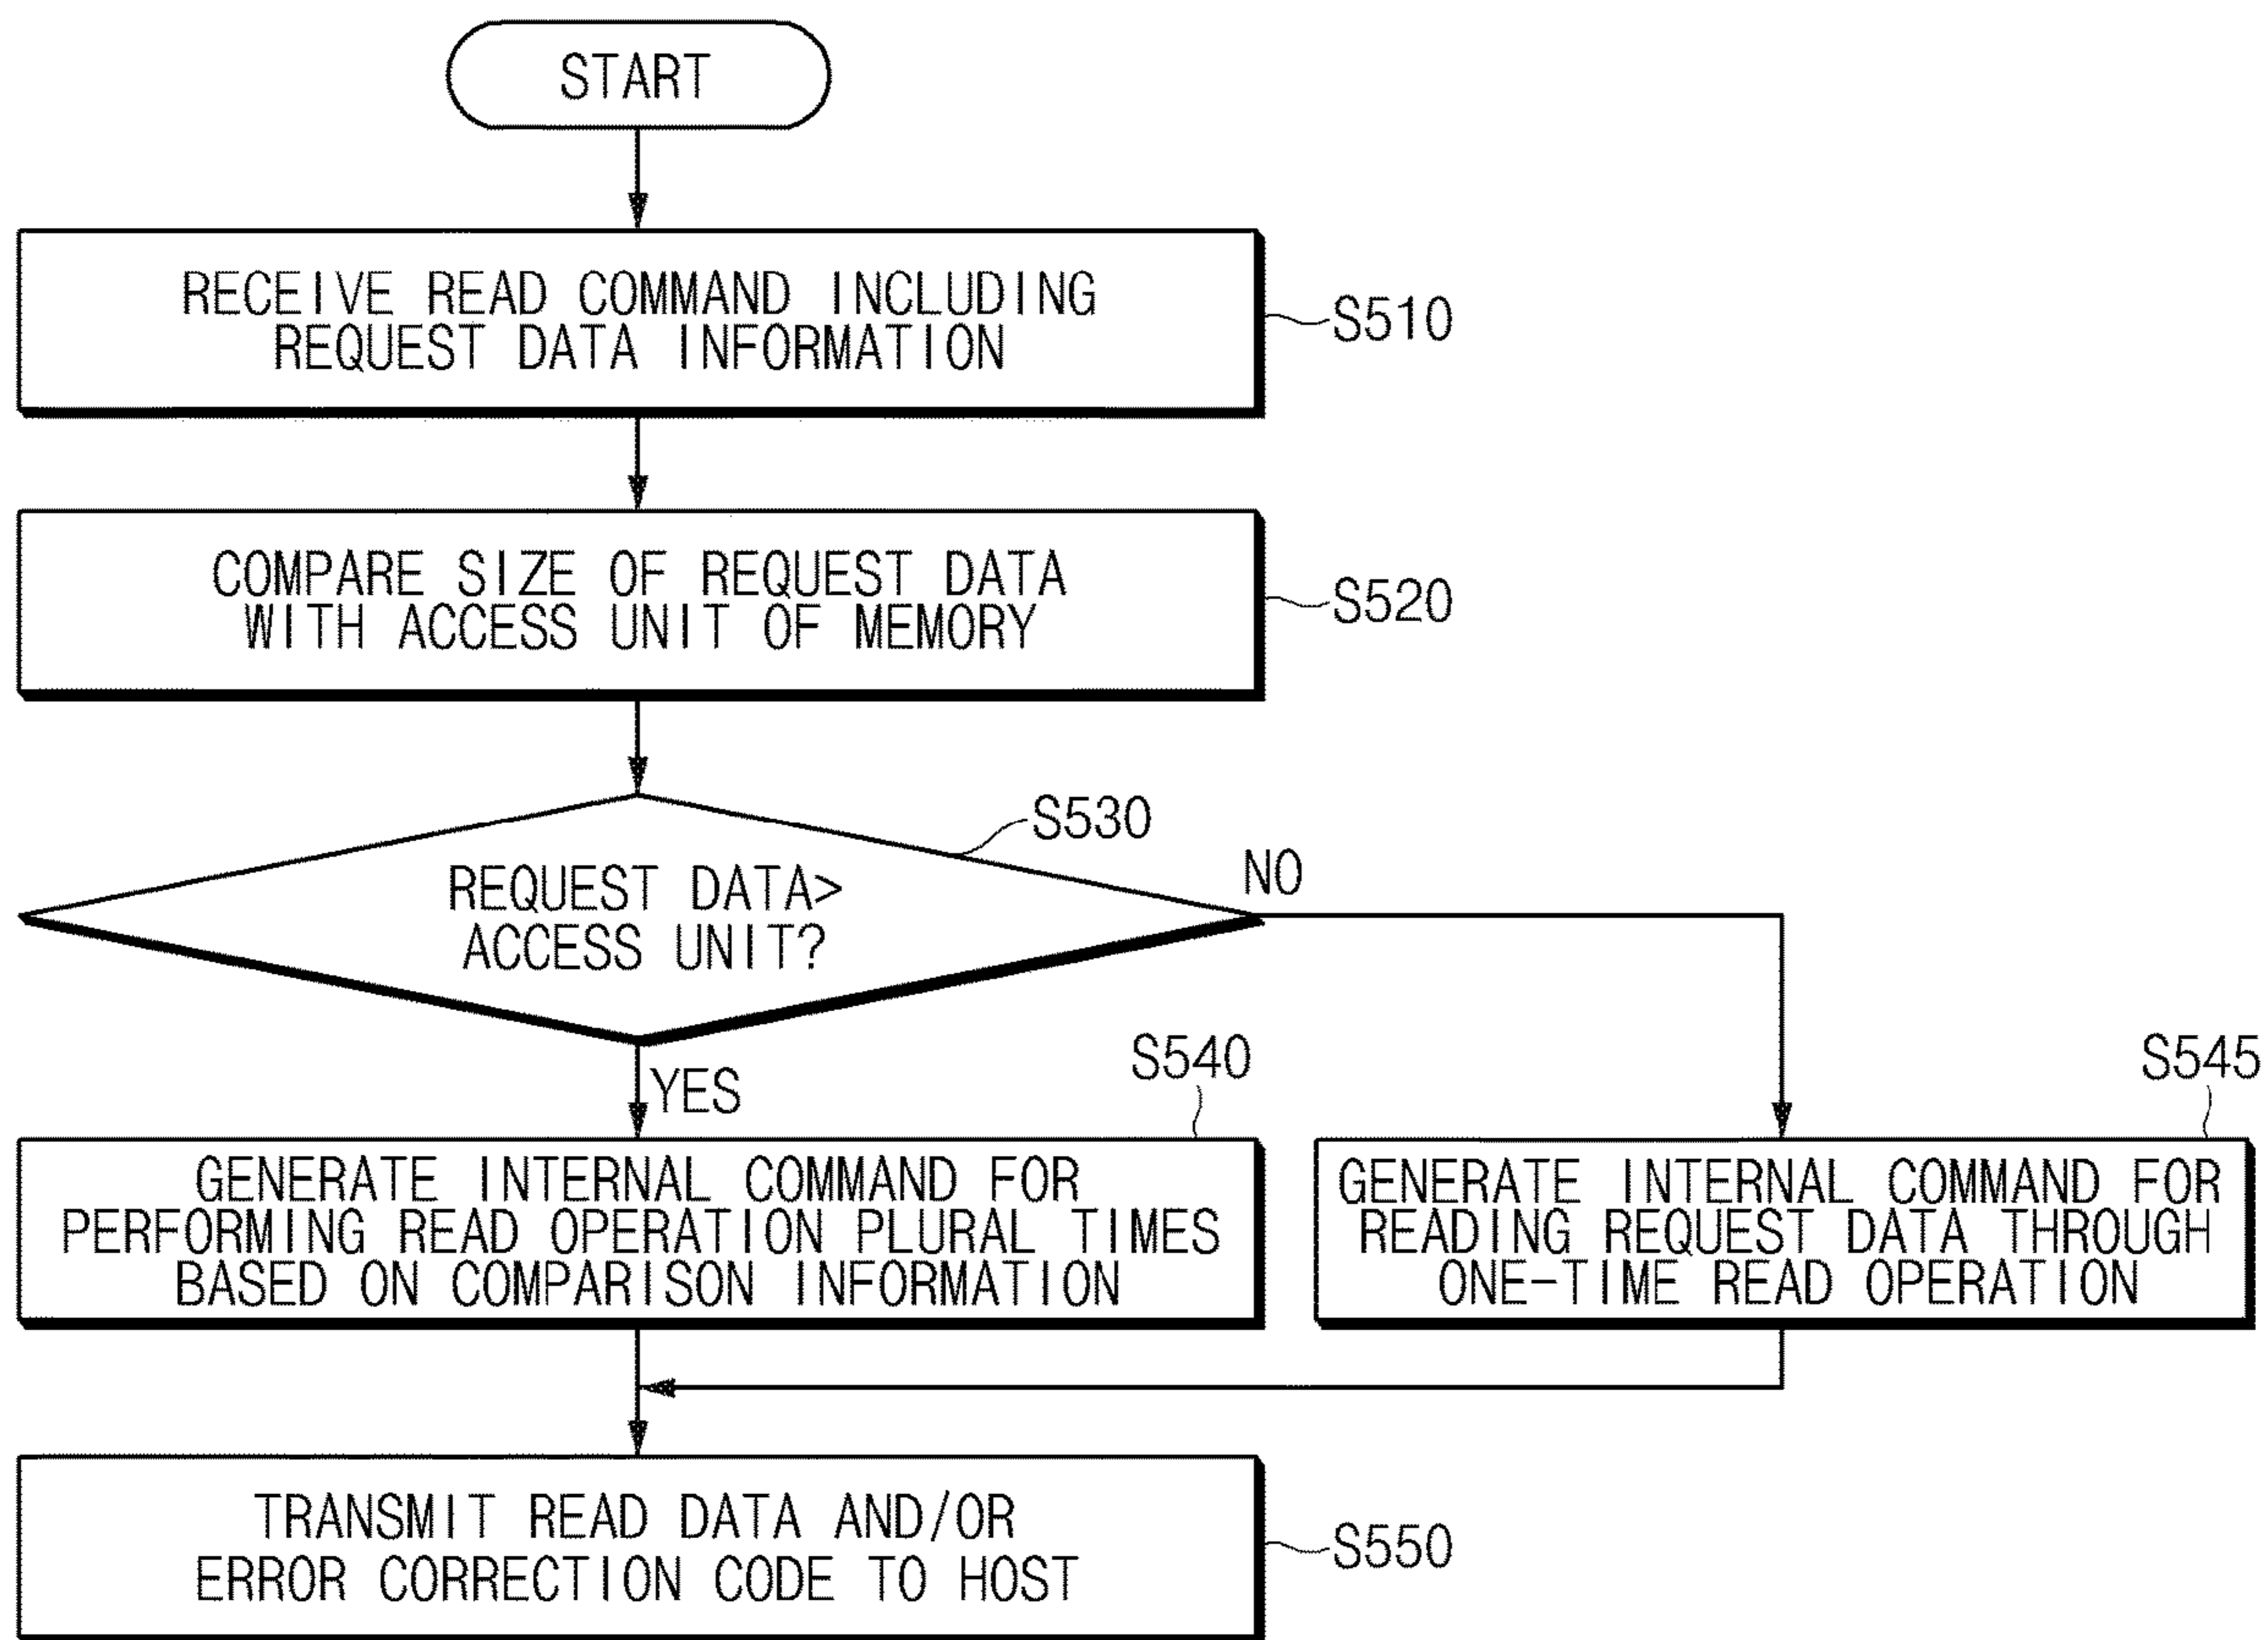 START
RECEIVE READ COMMAND INCLUDING
REQUEST DATA INFORMATION
S510
COMPARE SIZE OF REQUEST DATA
WITH ACCESS UNIT OF MEMORY
S520
S530
REQUEST DATA>
ACCESS UNIT?
NO
YES
S540
GENERATE INTERNAL COMMAND FOR
PERFORMING READ OPERATION PLURAL TIMES
BASED ON COMPARISON INFORMATION
S545
GENERATE INTERNAL COMMAND FOR
READING REQUEST DATA THROUGH
ONE-TIME READ OPERATION
TRANSMIT READ DATA AND/OR
ERROR CORRECTION CODE TO HOST
S550